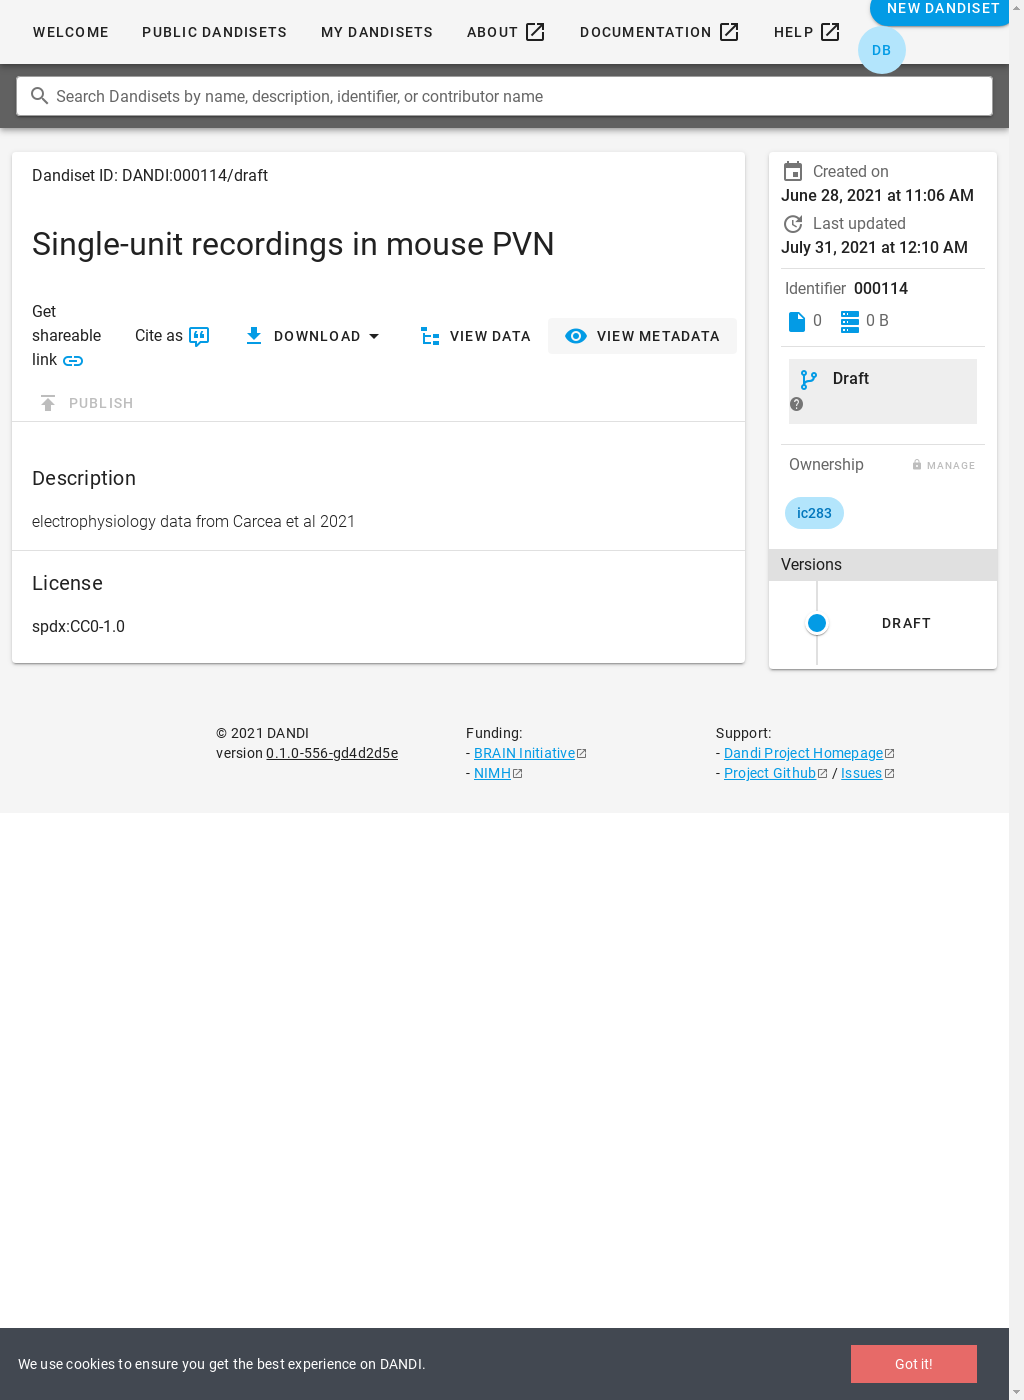 WELCOME PUBLIC DANDISETS MY DANDISETS ABOUT DOCUMENTATION HELP NEW DANDISET
DB
Search Dandisets by name, description, identifier, or contributor name
Dandiset ID: DANDI:000114/draft
Single-unit recordings in mouse PVN
Get
shareable
link
Cite as
DOWNLOAD
VIEW DATA
VIEW METADATA
PUBLISH
Description
electrophysiology data from Carcea et al 2021
License
spdx:CC0-1.0
Created on
June 28, 2021 at 11:06 AM
Last updated
July 31, 2021 at 12:10 AM
Identifier 000114
0 0 B
Draft
Ownership MANAGE
ic283
Versions
DRAFT
© 2021 DANDI
version 0.1.0-556-gd4d2d5e
Funding:
- BRAIN Initiative
- NIMH
Support:
- Dandi Project Homepage
- Project Github / Issues
We use cookies to ensure you get the best experience on DANDI.
Got it!